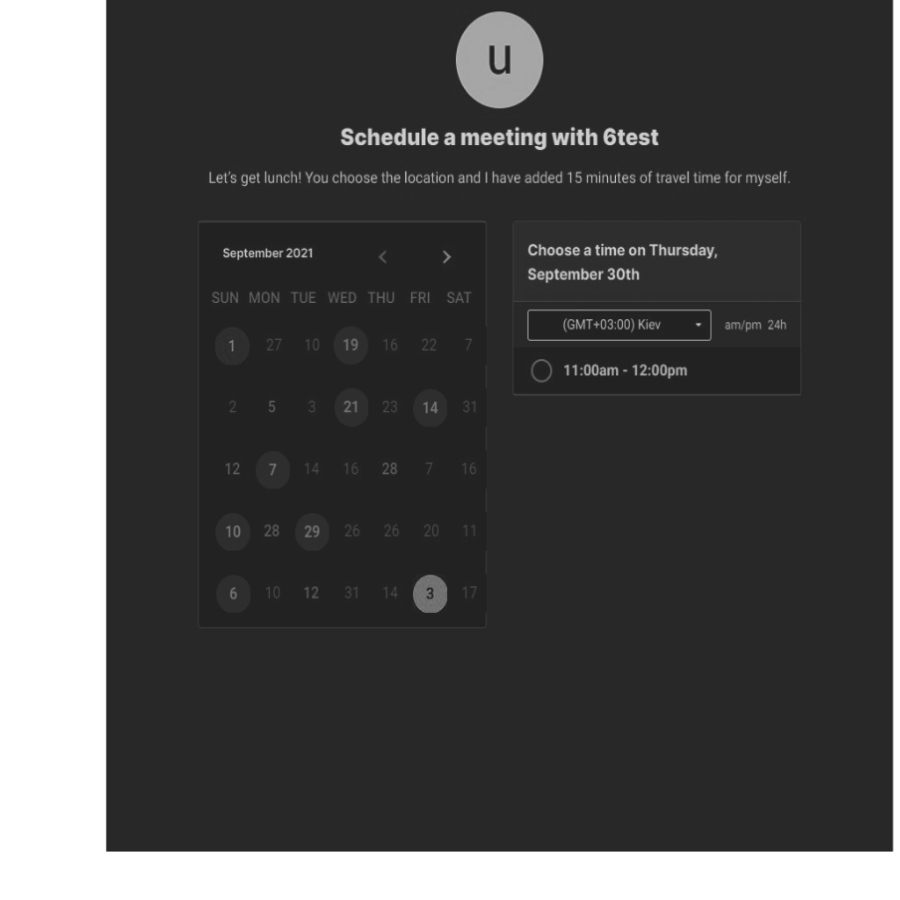 u
Schedule a meeting with 6test
Let's get lunch! You choose the location and I have added 15 minutes of travel time for myself.
September 2021
SUN MON TUE WED THU FRI SAT
1 27 10 19 16 22 7
2 5 3 21 23 14 31
12 7 14 16 28 7 16
10 28 29 26 26 20 11
6 10 12 31 14 3 17
Choose a time on Thursday,
September 30th
(GMT+03:00) Kiev am/pm 24h
11:00am - 12:00pm